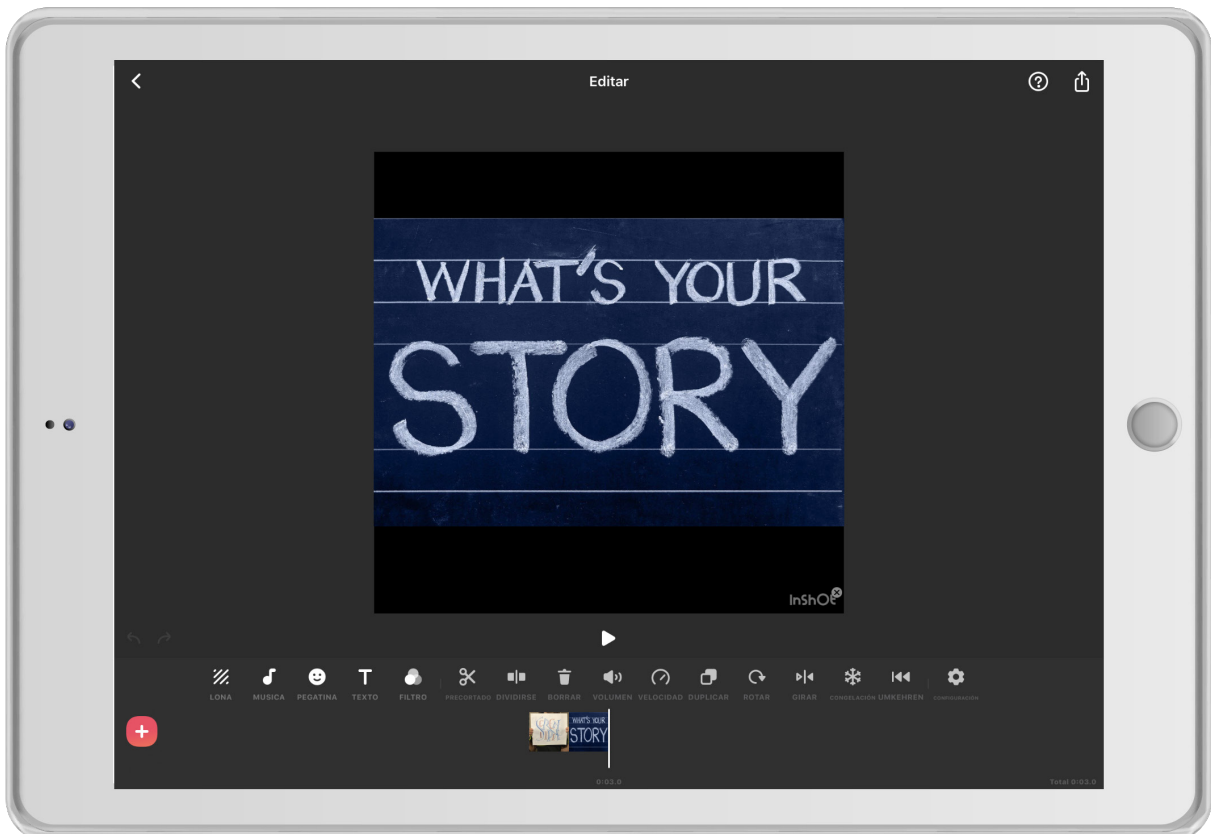 Editar
WHAT'S YOUR
STORY
InShOt
LONA MUSICA PEGATINA TEXTO FILTRO PRECORTADO DIVIDIRSE BORRAR VOLUMEN VELOCIDAD DUPLICAR ROTAR GIRAR CONGELACIÓN UMKEHREN CONFIGURACIÓN
WHAT'S YOUR
STORY
0:03.0 Total 0:03.0